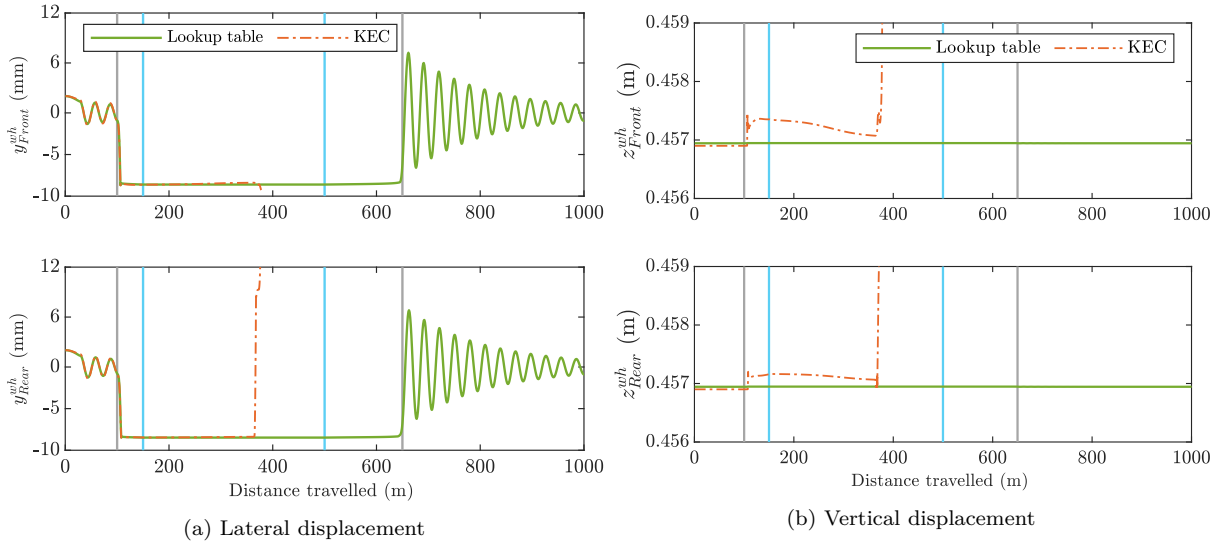 Lookup table KEC
12
6
0
-5
-10
y^{wh}_{Front} (mm)
0 200 400 600 800 1000
12
6
0
-5
-10
y^{wh}_{Rear} (mm)
0 200 400 600 800 1000
Distance travelled (m)
(a) Lateral displacement
Lookup table KEC
0.459
0.458
0.457
0.456
z^{wh}_{Front} (m)
0 200 400 600 800 1000
0.459
0.458
0.457
0.456
z^{wh}_{Rear} (m)
0 200 400 600 800 1000
Distance travelled (m)
(b) Vertical displacement